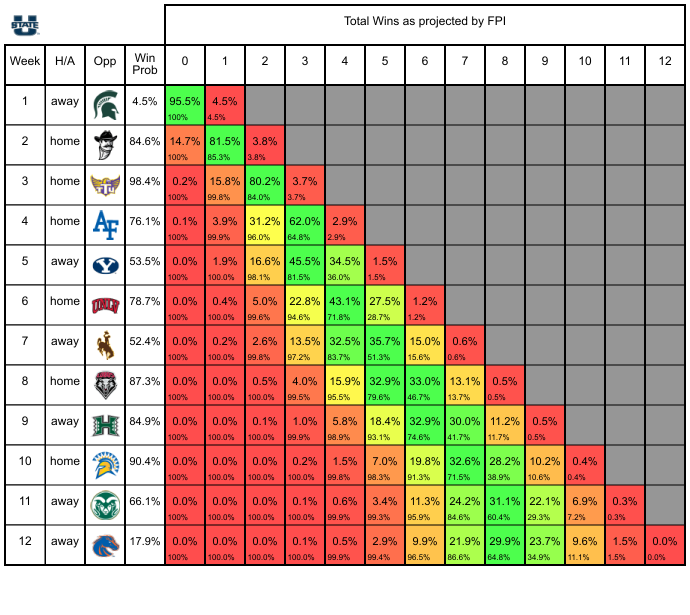 U STATE
Total Wins as projected by FPI
Week H/A Opp Win Prob 0 1 2 3 4 5 6 7 8 9 10 11 12
1 away 4.5% 95.5% 4.5%
100% 4.5%
2 home 84.6% 14.7% 81.5% 3.8%
100% 85.3% 3.8%
3 home TTU 98.4% 0.2% 15.8% 80.2% 3.7%
100% 99.8% 84.0% 3.7%
4 home AF 76.1% 0.1% 3.9% 31.2% 62.0% 2.9%
100% 99.9% 96.0% 64.8% 2.9%
5 away Y 53.5% 0.0% 1.9% 16.6% 45.5% 34.5% 1.5%
100% 100.0% 98.1% 81.5% 36.0% 1.5%
6 home UNLV 78.7% 0.0% 0.4% 5.0% 22.8% 43.1% 27.5% 1.2%
100% 100.0% 99.6% 94.6% 71.8% 28.7% 1.2%
7 away 52.4% 0.0% 0.2% 2.6% 13.5% 32.5% 35.7% 15.0% 0.6%
100% 100.0% 99.8% 97.2% 83.7% 51.3% 15.6% 0.6%
8 home 87.3% 0.0% 0.0% 0.5% 4.0% 15.9% 32.9% 33.0% 13.1% 0.5%
100% 100.0% 100.0% 99.5% 95.5% 79.6% 46.7% 13.7% 0.5%
9 away H 84.9% 0.0% 0.0% 0.1% 1.0% 5.8% 18.4% 32.9% 30.0% 11.2% 0.5%
100% 100.0% 100.0% 99.9% 98.9% 93.1% 74.6% 41.7% 11.7% 0.5%
10 home 90.4% 0.0% 0.0% 0.0% 0.2% 1.5% 7.0% 19.8% 32.6% 28.2% 10.2% 0.4%
100% 100.0% 100.0% 100.0% 99.8% 98.3% 91.3% 71.5% 38.9% 10.6% 0.4%
11 away 66.1% 0.0% 0.0% 0.0% 0.1% 0.6% 3.4% 11.3% 24.2% 31.1% 22.1% 6.9% 0.3%
100% 100.0% 100.0% 100.0% 99.9% 99.3% 95.9% 84.6% 60.4% 29.3% 7.2% 0.3%
12 away 17.9% 0.0% 0.0% 0.0% 0.1% 0.5% 2.9% 9.9% 21.9% 29.9% 23.7% 9.6% 1.5% 0.0%
100% 100.0% 100.0% 100.0% 99.9% 99.4% 96.5% 86.6% 64.8% 34.9% 11.1% 1.5% 0.0%